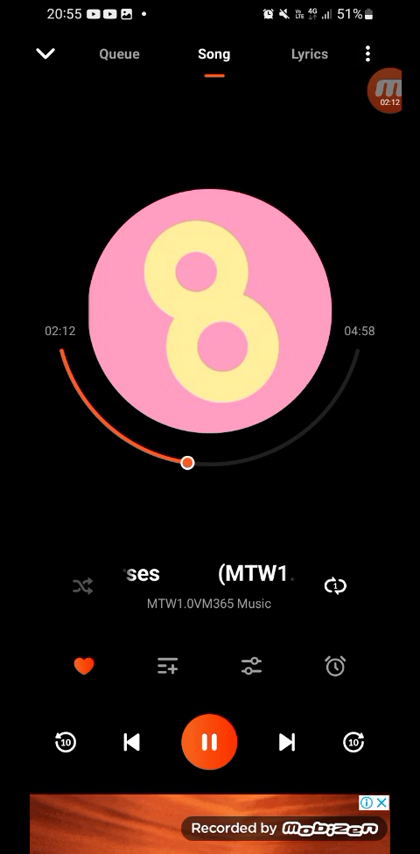 20:55 51%
Queue Song Lyrics
02:12
8
02:12 04:58
ses (MTW1.
MTW1.0VM365 Music
1
10 10
Recorded by mobizen